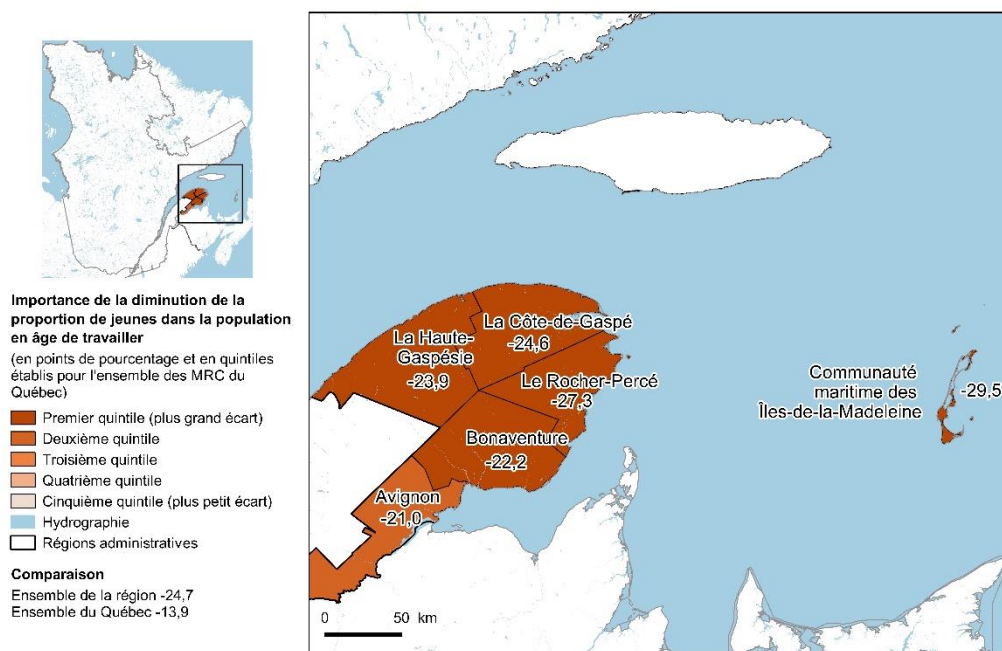 Importance de la diminution de la
proportion de jeunes dans la population
en âge de travailler
(en points de pourcentage et en quintiles
établis pour l'ensemble des MRC du
Québec)
Premier quintile (plus grand écart)
Deuxième quintile
Troisième quintile
Quatrième quintile
Cinquième quintile (plus petit écart)
Hydrographie
Régions administratives
Comparaison
Ensemble de la région -24,7
Ensemble du Québec -13,9
La Côte-de-Gaspé
-24,6
La Haute-
Gaspésie
-23,9
Le Rocher-Percé
-27,3
Bonaventure
-22,2
Avignon
-21,0
Communauté
maritime des
Îles-de-la-Madeleine
-29,5
0 50 km